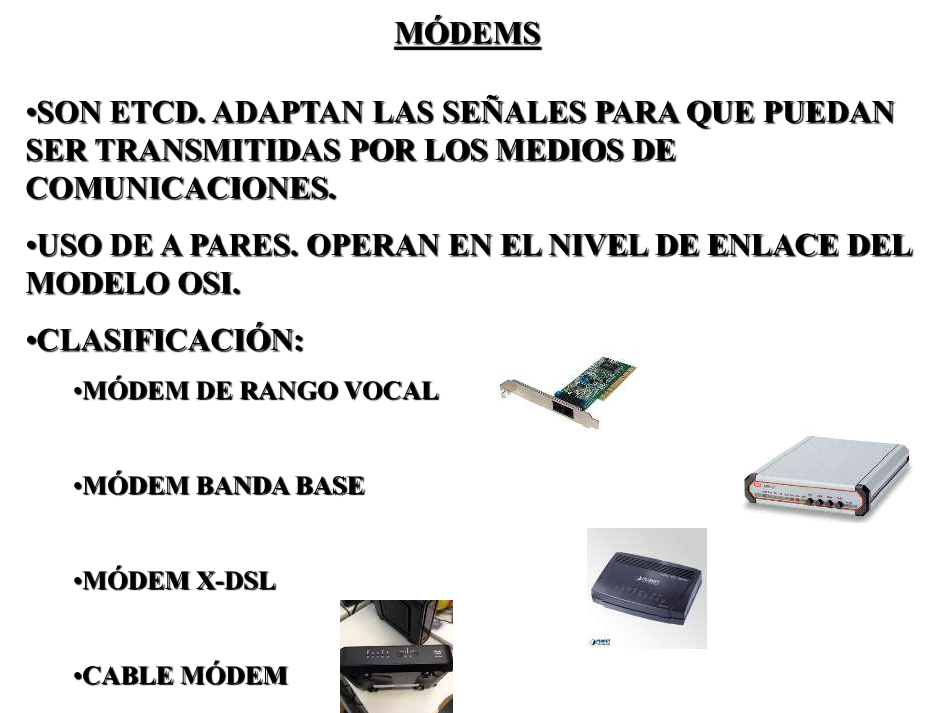 MÓDEMS
•SON ETCD. ADAPTAN LAS SEÑALES PARA QUE PUEDAN
SER TRANSMITIDAS POR LOS MEDIOS DE
COMUNICACIONES.
•USO DE A PARES. OPERAN EN EL NIVEL DE ENLACE DEL
MODELO OSI.
•CLASIFICACIÓN:
•MÓDEM DE RANGO VOCAL
•MÓDEM BANDA BASE
•MÓDEM X-DSL
PLANET
•CABLE MÓDEM